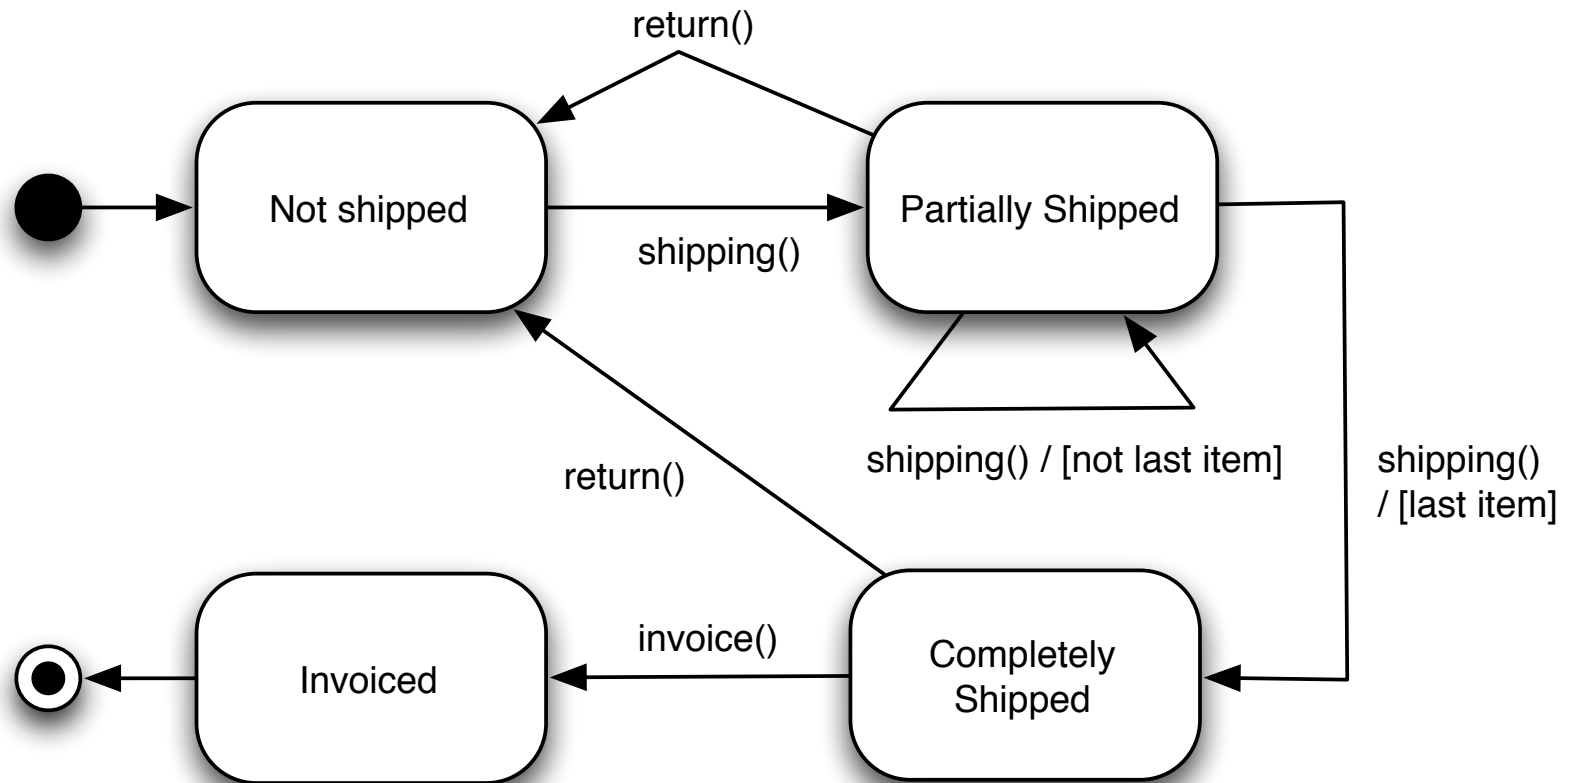 return()
Not shipped
Partially Shipped
shipping()
shipping() / [not last item]
shipping()
/ [last item]
return()
invoice()
Completely
Shipped
Invoiced